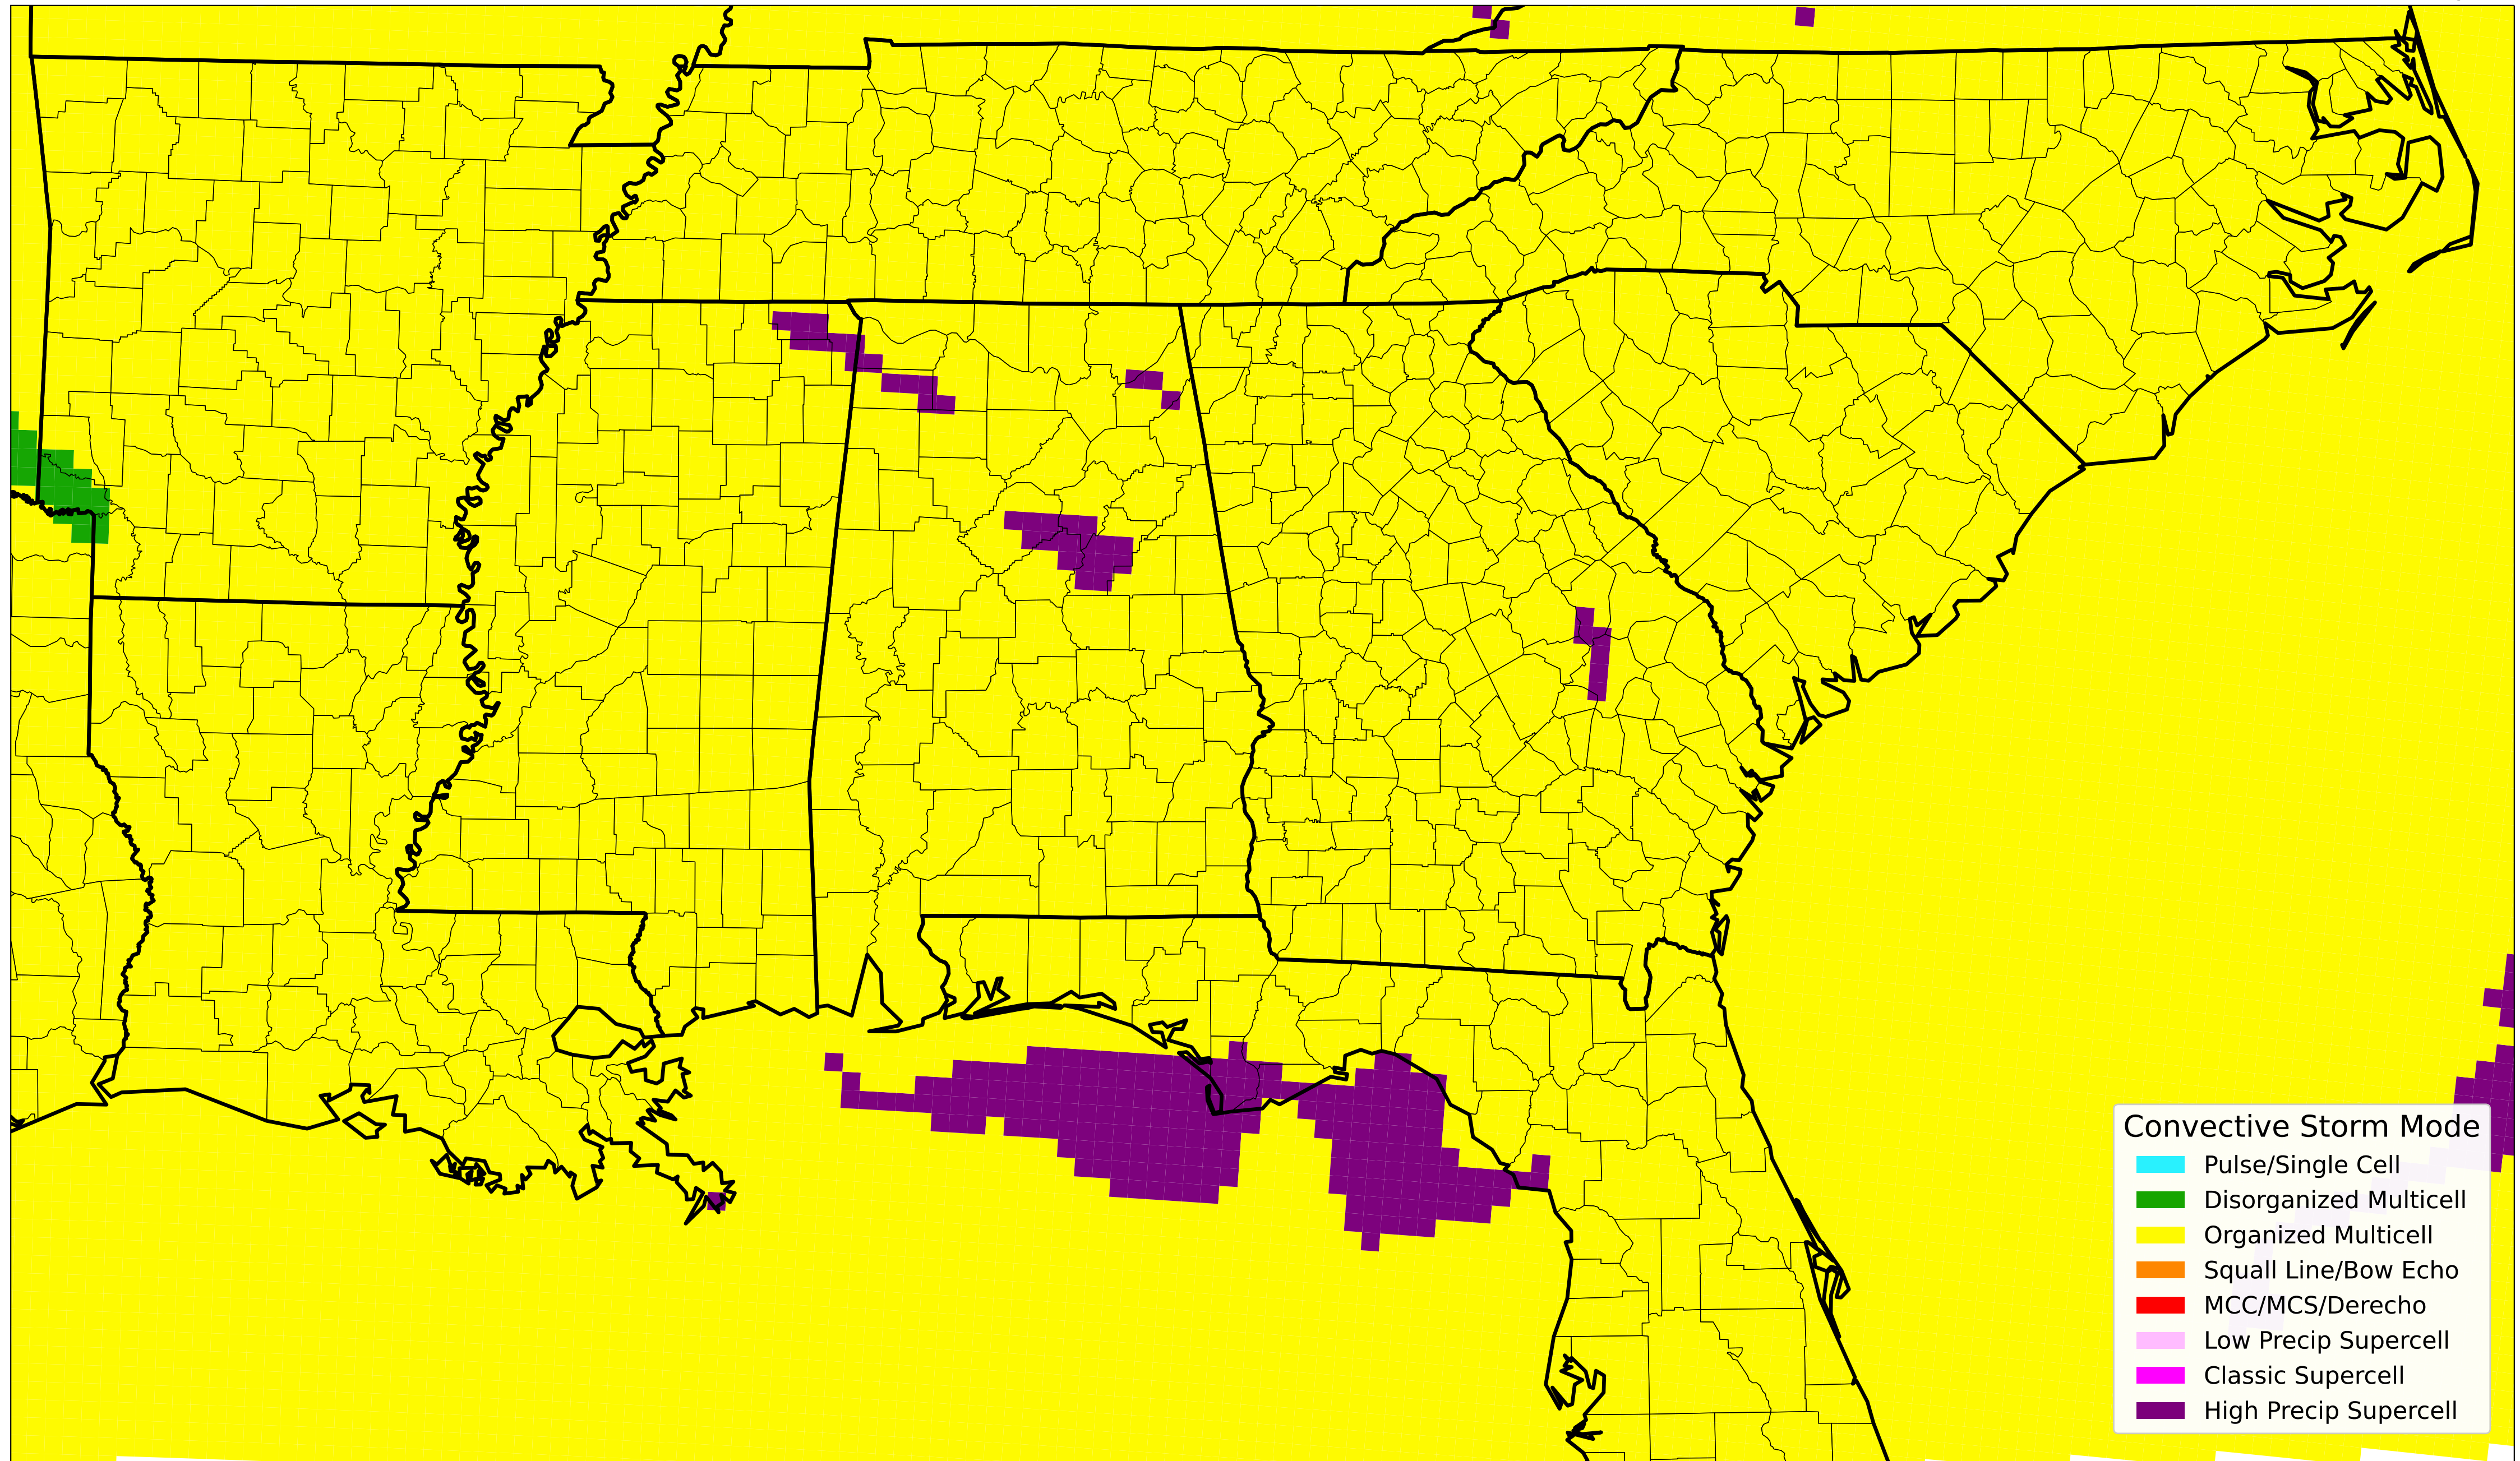 Convective Storm Mode
Pulse/Single Cell
Disorganized Multicell
Organized Multicell
Squall Line/Bow Echo
MCC/MCS/Derecho
Low Precip Supercell
Classic Supercell
High Precip Supercell